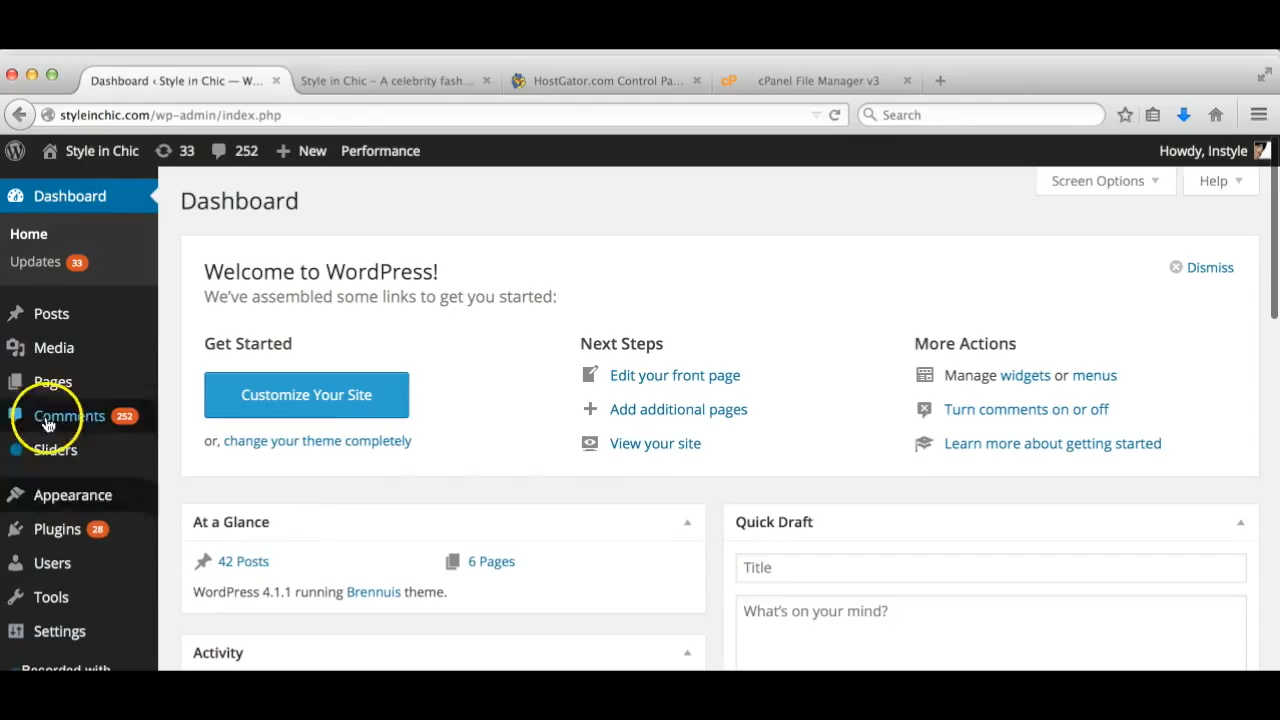 Dashboard ‹ Style in Chic — W...
Style in Chic – A celebrity fash...
HostGator.com Control Pa...
cP cPanel File Manager v3
styleinchic.com/wp-admin/index.php
Search
Style in Chic 33 252 New Performance
Howdy, Instyle
Dashboard
Home
Updates 33
Posts
Media
Pages
Comments 252
Sliders
Appearance
Plugins 28
Users
Tools
Settings
Recorded with
Screen Options
Help
Dashboard
Welcome to WordPress!
Dismiss
We've assembled some links to get you started:
Get Started
Customize Your Site
or, change your theme completely
Next Steps
Edit your front page
Add additional pages
View your site
More Actions
Manage widgets or menus
Turn comments on or off
Learn more about getting started
At a Glance
42 Posts
6 Pages
WordPress 4.1.1 running Brennuis theme.
Activity
Quick Draft
Title
What's on your mind?